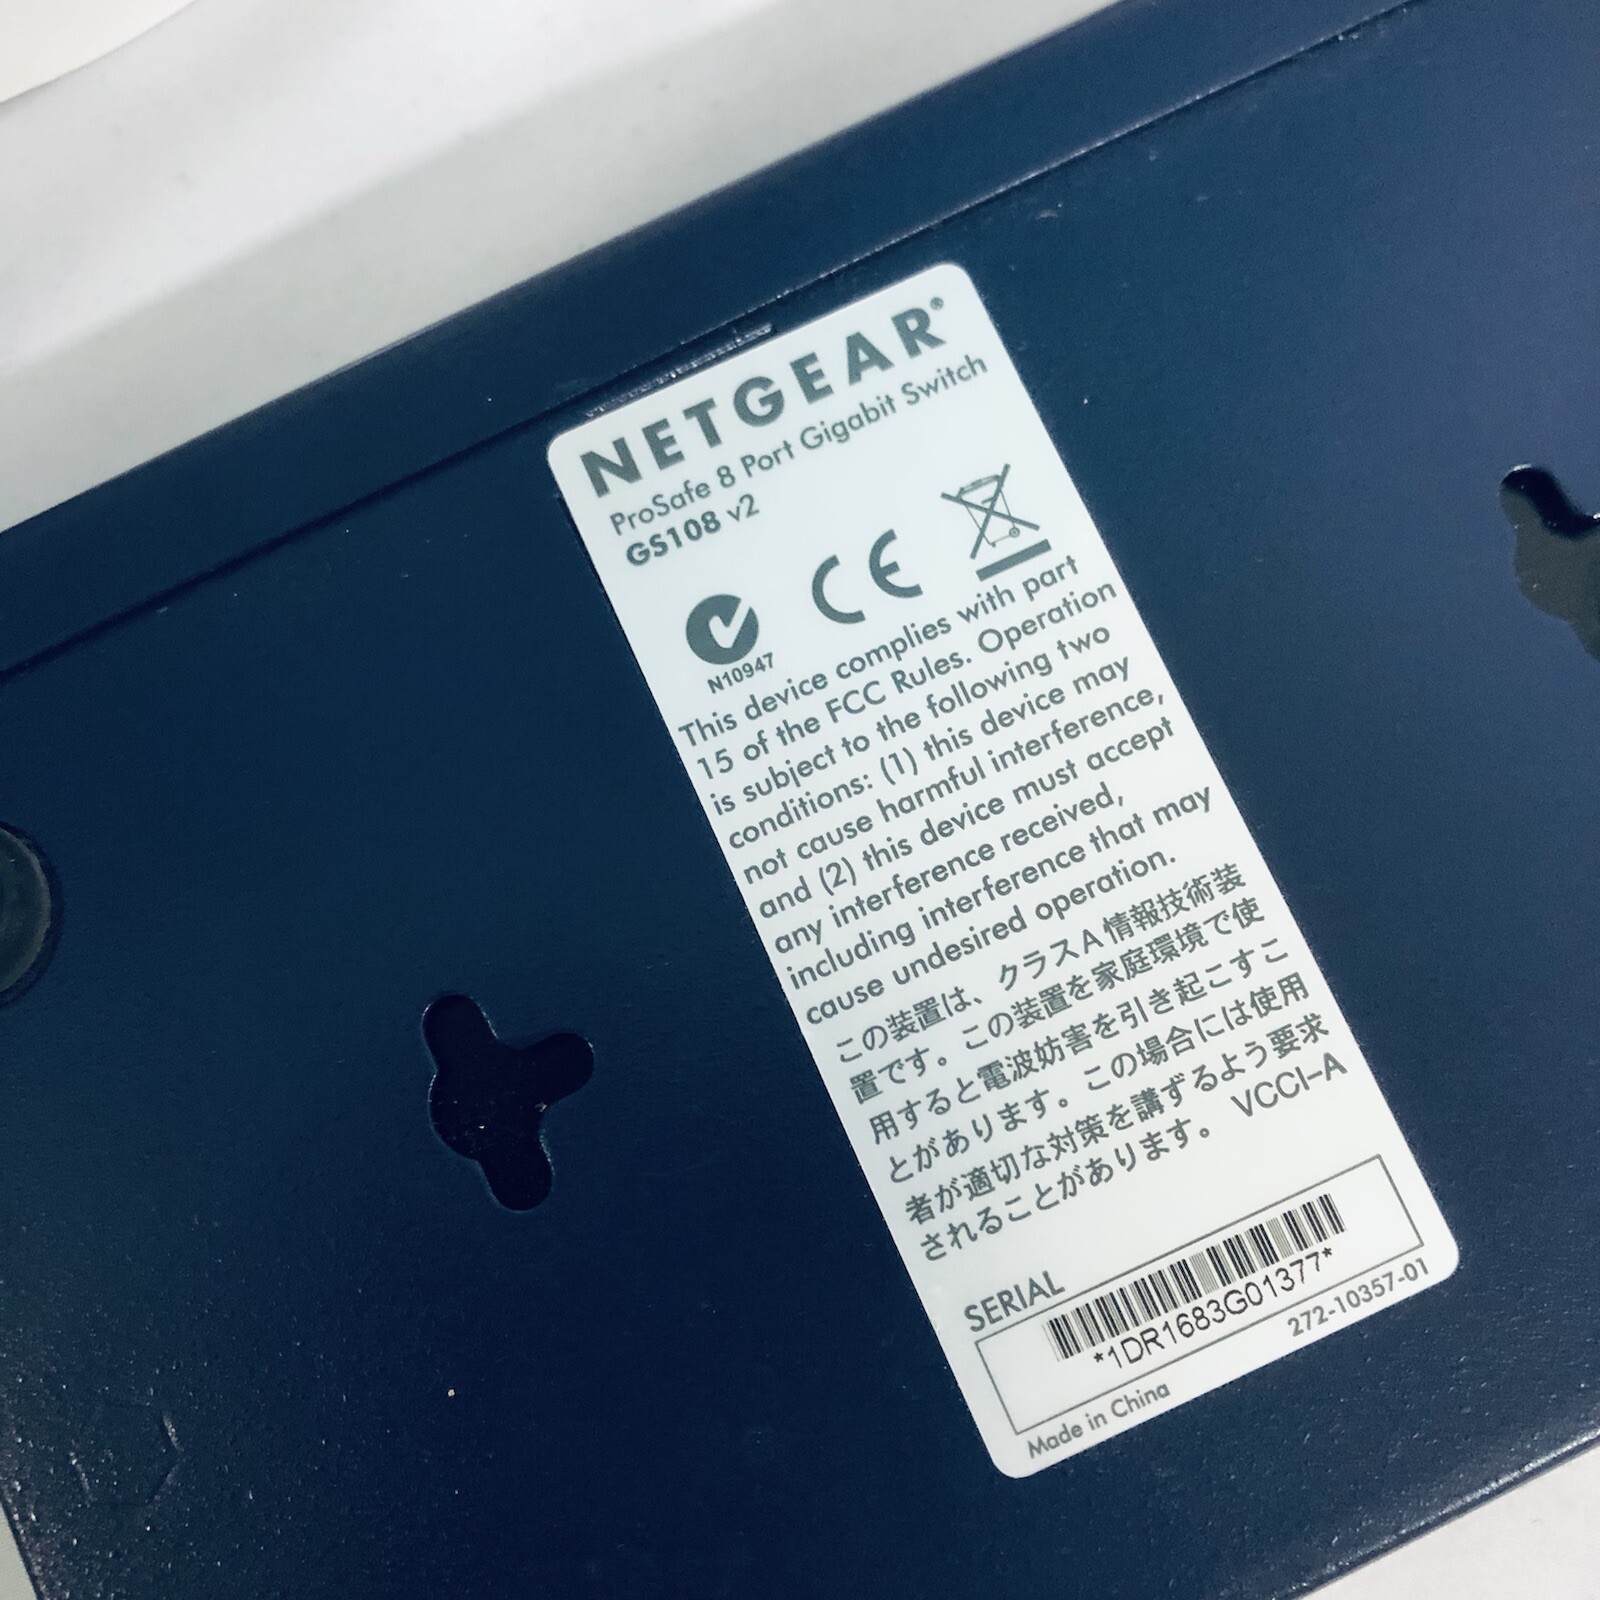 NETGEAR®
ProSafe 8 Port Gigabit Switch
GS108 v2
N10947
CE
This device complies with part
15 of the FCC Rules. Operation
is subject to the following two
conditions: (1) this device may
not cause harmful interference,
and (2) this device must accept
any interference received,
including interference that may
cause undesired operation.
この装置は、クラスA情報技術装
置です。この装置を家庭環境で使
用すると電波妨害を引き起こすこ
とがあります。この場合には使用
者が適切な対策を講ずるよう要求
されることがあります。 VCCI-A
SERIAL
*1DR1683G01377*
272-10357-01
Made in China